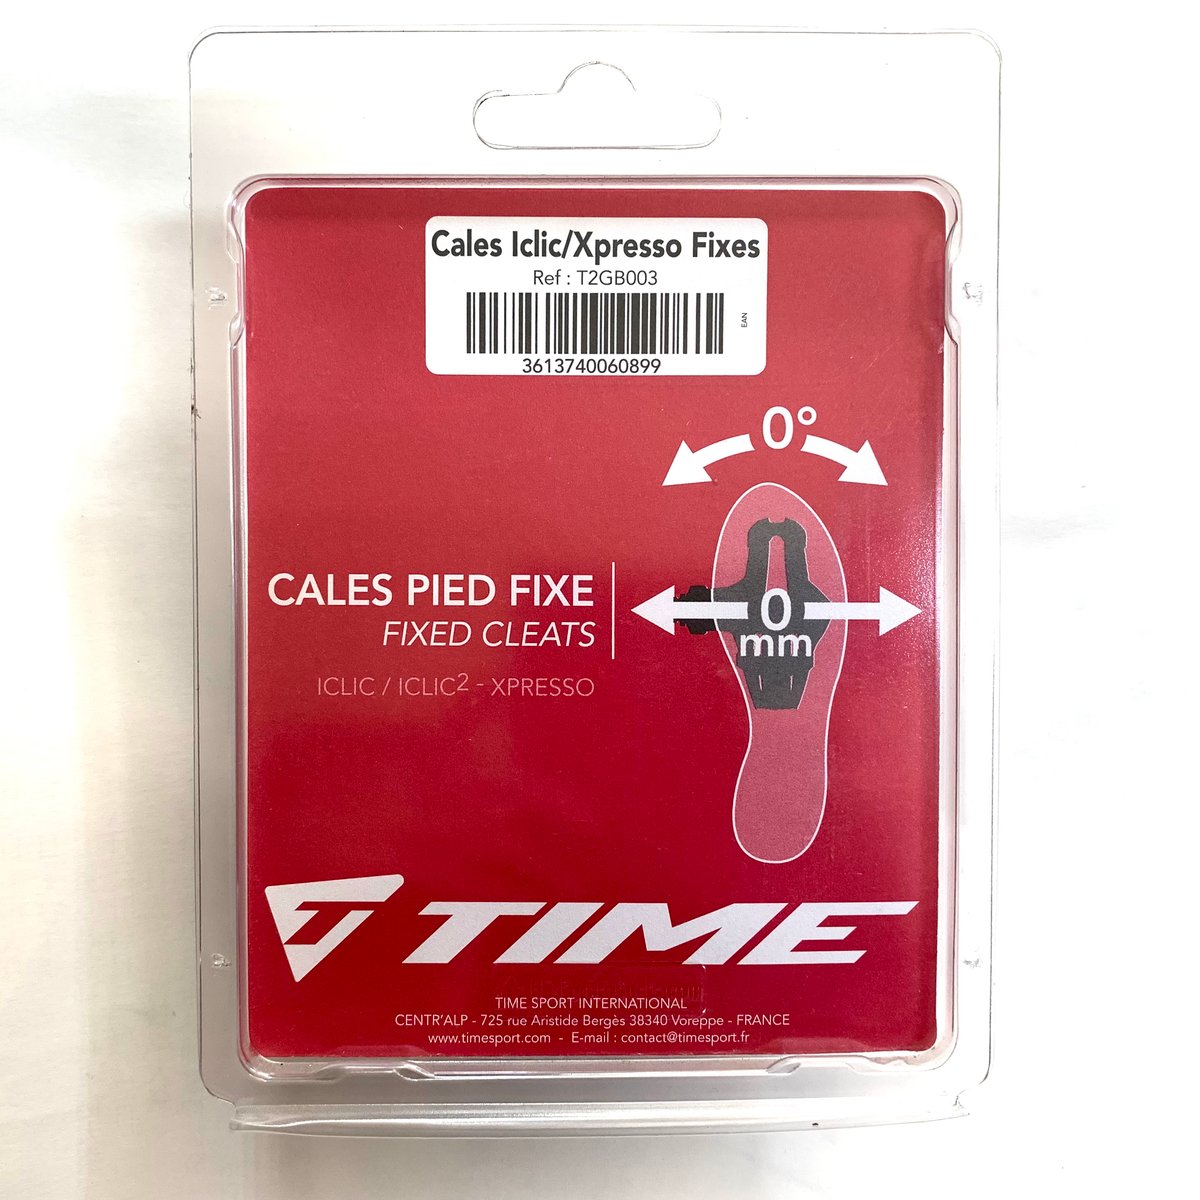 Cales Iclic/Xpresso Fixes
Ref : T2GB003
EAN
3613740060899
0°
CALES PIED FIXE
FIXED CLEATS
ICLIC / ICLIC² - XPRESSO
0
mm
TIME
TIME SPORT INTERNATIONAL
CENTR'ALP - 725 rue Aristide Bergès 38340 Voreppe - FRANCE
www.timesport.com - E-mail : contact@timesport.fr